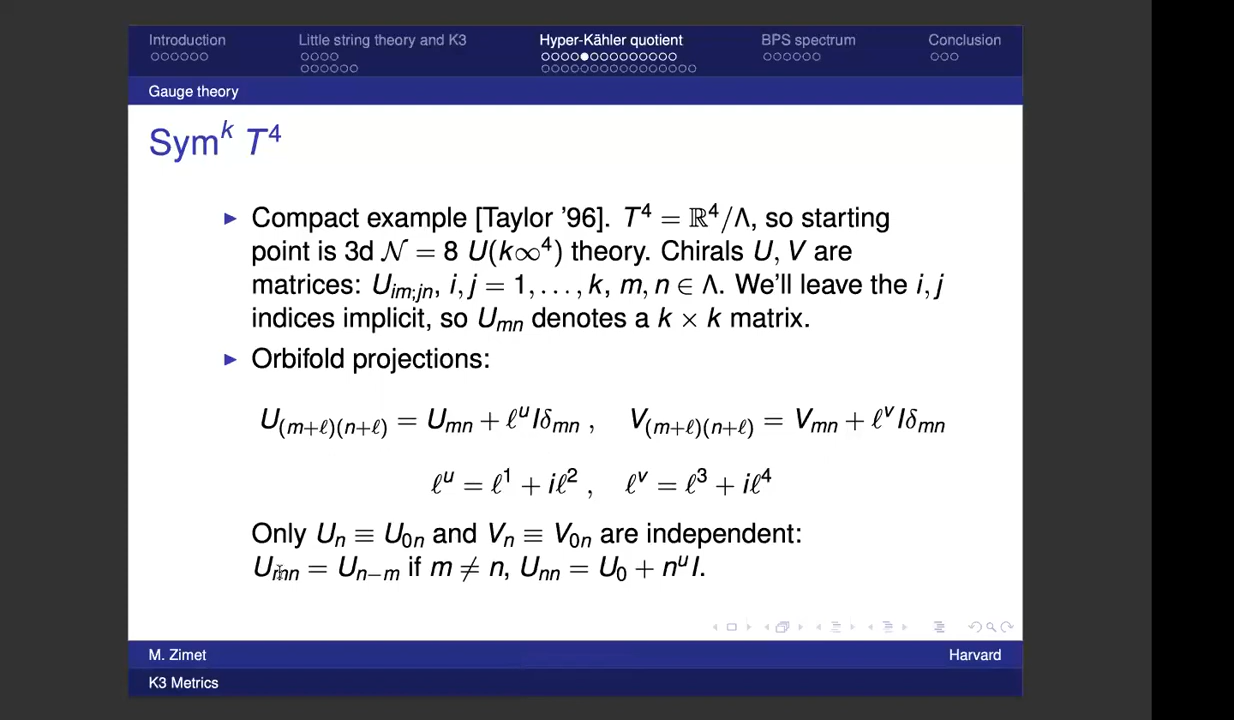 Introduction Little string theory and K3 Hyper-Kähler quotient BPS spectrum Conclusion
Gauge theory
Sym^k T^4
▶ Compact example [Taylor '96]. T^4 = ℝ^4/Λ, so starting
point is 3d 𝒩 = 8 U(k∞^4) theory. Chirals U, V are
matrices: U_{im;jn}, i, j = 1, . . . , k, m, n ∈ Λ. We'll leave the i, j
indices implicit, so U_{mn} denotes a k × k matrix.
▶ Orbifold projections:
U_{(m+ℓ)(n+ℓ)} = U_{mn} + ℓ^u Iδ_{mn} , V_{(m+ℓ)(n+ℓ)} = V_{mn} + ℓ^v Iδ_{mn}
ℓ^u = ℓ^1 + iℓ^2 , ℓ^v = ℓ^3 + iℓ^4
Only U_n ≡ U_{0n} and V_n ≡ V_{0n} are independent:
U_{mn} = U_{n−m} if m ≠ n, U_{nn} = U_0 + n^u I.
M. Zimet Harvard
K3 Metrics